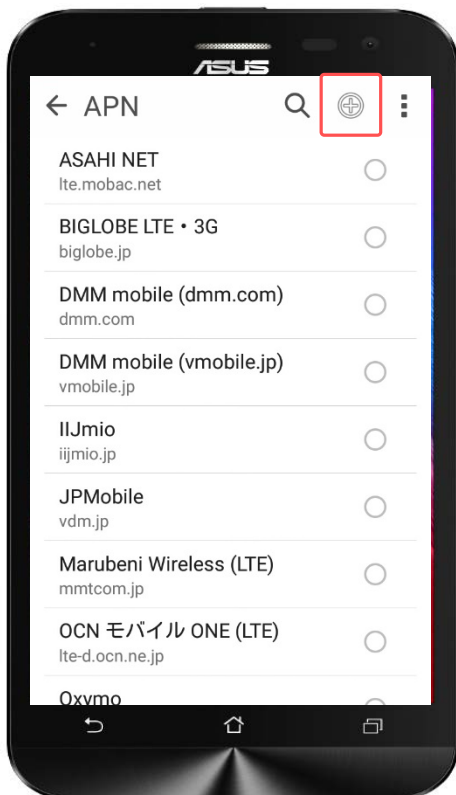 ASUS
APN
ASAHI NET
lte.mobac.net
BIGLOBE LTE・3G
biglobe.jp
DMM mobile (dmm.com)
dmm.com
DMM mobile (vmobile.jp)
vmobile.jp
IIJmio
iijmio.jp
JPMobile
vdm.jp
Marubeni Wireless (LTE)
mmtcom.jp
OCN モバイル ONE (LTE)
lte-d.ocn.ne.jp
Oxymo